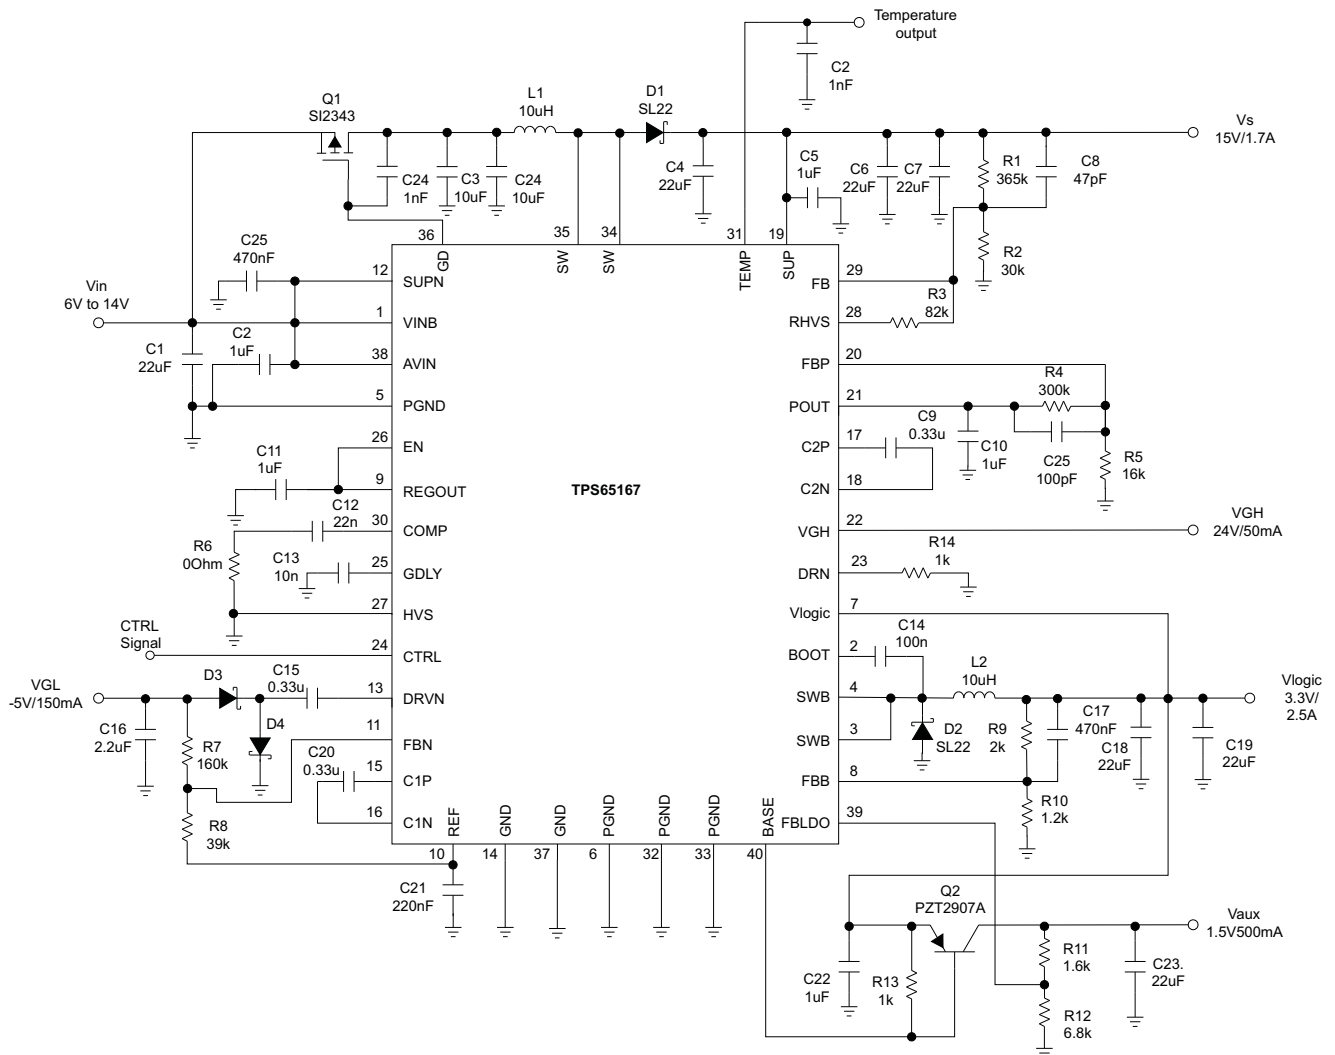 Temperature
output
C2
1nF
Q1
SI2343
L1
10uH
D1
SL22
Vs
15V/1.7A
C24
1nF
C3
10uF
C24
10uF
C4
22uF
C5
1uF
C6
22uF
C7
22uF
R1
365k
C8
47pF
R2
30k
36
35
34
31
19
GD
SW
SW
TEMP
SUP
C25
470nF
12
SUPN
Vin
6V to 14V
1
VINB
C1
22uF
C2
1uF
38
AVIN
5
PGND
26
EN
C11
1uF
9
REGOUT
C12
22n
30
COMP
R6
0Ohm
C13
10n
25
GDLY
27
HVS
CTRL
Signal
24
CTRL
VGL
-5V/150mA
D3
C15
0.33u
13
DRVN
C16
2.2uF
D4
11
FBN
R7
160k
C20
0.33u
15
C1P
16
C1N
R8
39k
TPS65167
FB
29
RHVS
28
R3
82k
FBP
20
R4
300k
POUT
21
C10
1uF
C25
100pF
R5
16k
C2P
17
C9
0.33u
C2N
18
VGH
22
VGH
24V/50mA
DRN
23
R14
1k
Vlogic
7
BOOT
2
C14
100n
SWB
4
L2
10uH
Vlogic
3.3V/
2.5A
SWB
3
D2
SL22
R9
2k
C17
470nF
C18
22uF
C19
22uF
FBB
8
R10
1.2k
FBLDO
39
REF
GND
GND
PGND
PGND
PGND
BASE
10
14
37
6
32
33
40
C21
220nF
Q2
PZT2907A
Vaux
1.5V500mA
C22
1uF
R13
1k
R11
1.6k
C23.
22uF
R12
6.8k